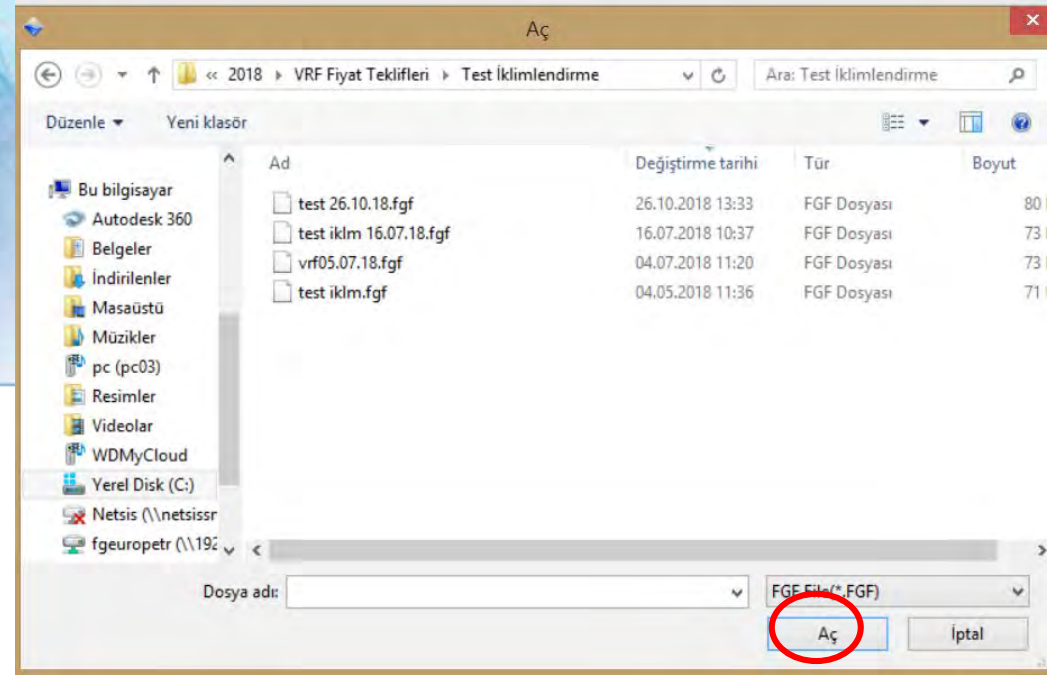 Aç
« 2018 ▸ VRF Fiyat Teklifleri ▸ Test İklimlendirme
Ara: Test İklimlendirme
Düzenle
Yeni klasör
Ad
Değiştirme tarihi
Tür
Boyut
Bu bilgisayar
Autodesk 360
Belgeler
İndirilenler
Masaüstü
Müzikler
pc (pc03)
Resimler
Videolar
WDMyCloud
Yerel Disk (C:)
Netsis (\\netsissr
fgeuropetr (\\192
test 26.10.18.fgf 26.10.2018 13:33 FGF Dosyası 80
test iklm 16.07.18.fgf 16.07.2018 10:37 FGF Dosyası 73
vrf05.07.18.fgf 04.07.2018 11:20 FGF Dosyası 73
test iklm.fgf 04.05.2018 11:36 FGF Dosyası 71
Dosya adı:
FGF File(*.FGF)
Aç
İptal